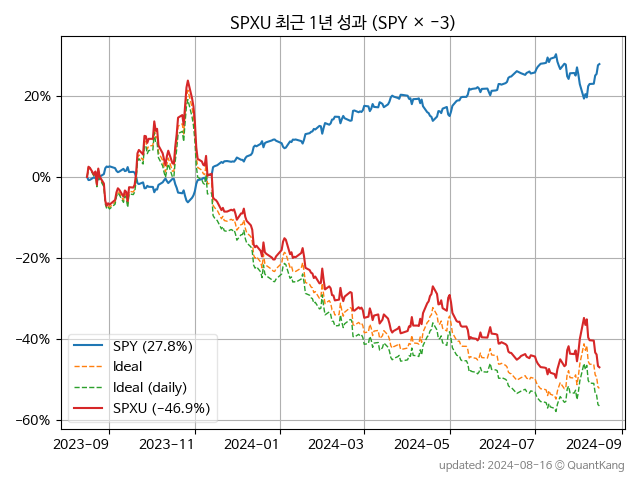 SPXU 최근 1년 성과 (SPY × −3)
20%
0%
−20%
−40%
−60%
SPY (27.8%)
Ideal
Ideal (daily)
SPXU (−46.9%)
2023−09 2023−11 2024−01 2024−03 2024−05 2024−07 2024−09
updated: 2024-08-16 © QuantKang